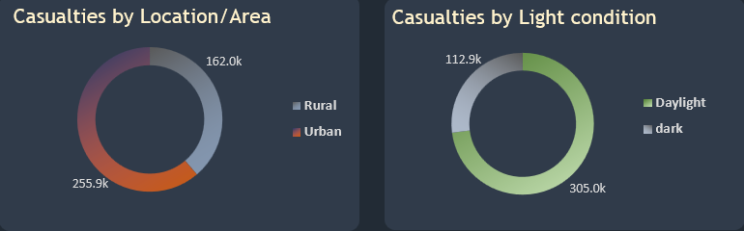 Casualties by Location/Area
162.0k
Rural
Urban
255.9k
Casualties by Light condition
112.9k
Daylight
dark
305.0k